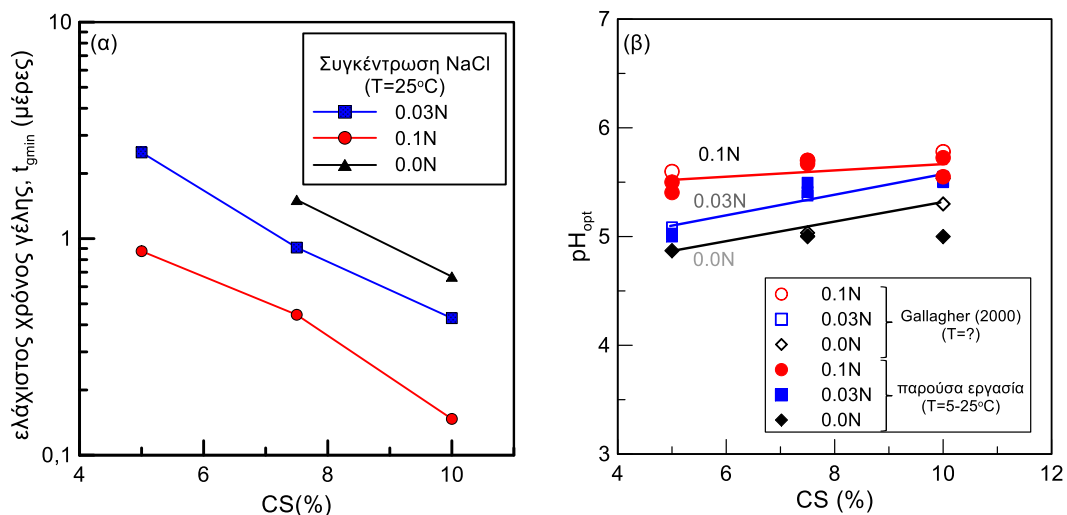 (α)
ελάχιστος χρόνος γέλης, tgmin (μέρες)
10
1
0,1
4
6
8
10
CS(%)
Συγκέντρωση NaCl
(T=25°C)
0.03N
0.1N
0.0N
(β)
pHopt
7
6
5
4
3
4
6
8
10
12
CS (%)
0.1N
0.03N
0.0N
0.1N
0.03N
0.0N
Gallagher (2000)
(T=?)
0.1N
0.03N
0.0N
παρούσα εργασία
(T=5-25°C)